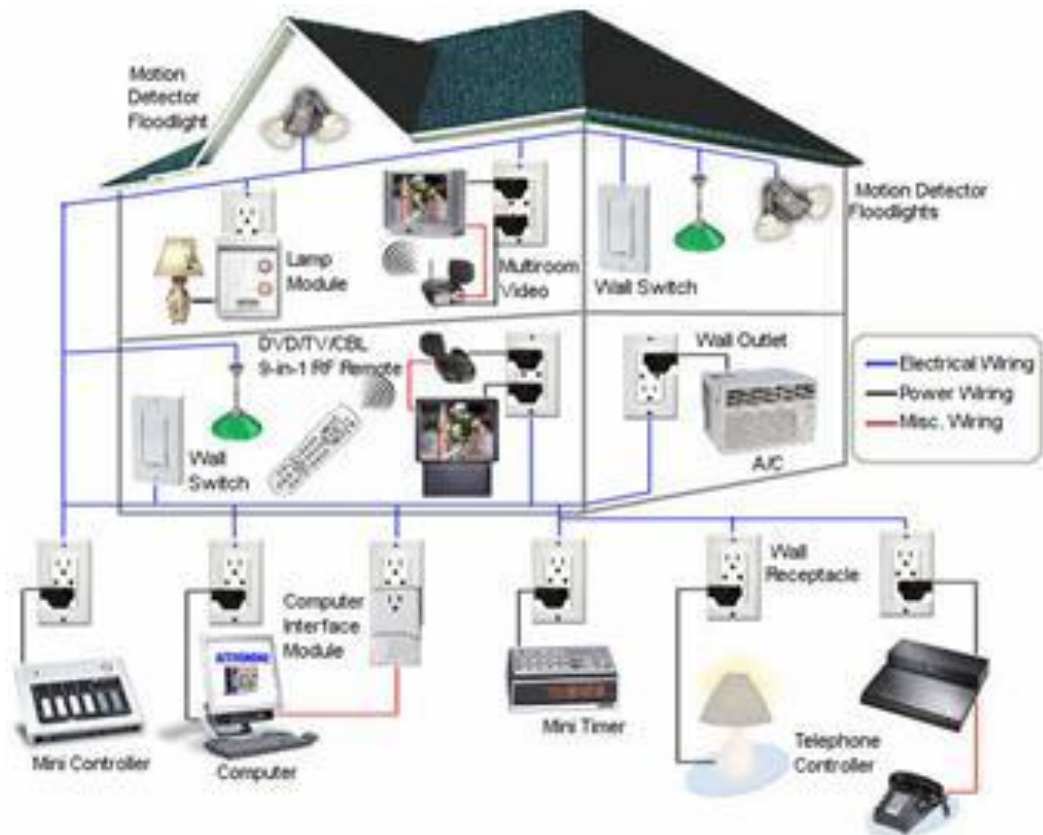 Motion
Detector
Floodlight
Motion Detector
Floodlights
Lamp
Module
Multiroom
Video
Wall Switch
DVD/TV/CBL
9-in-1 RF Remote
Wall Outlet
Electrical Wiring
Power Wiring
Misc. Wiring
Wall
Switch
A/C
Wall
Receptacle
Computer
Interface
Module
Mini Controller
Computer
Mini Timer
Telephone
Controller